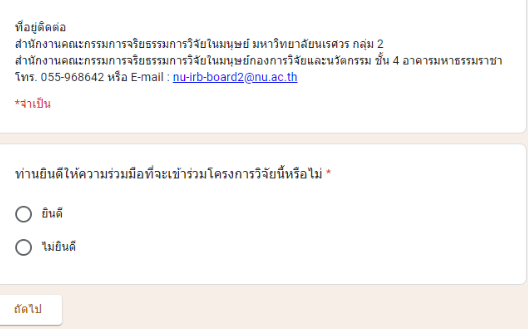 ที่อยู่ติดต่อ
สำนักงานคณะกรรมการจริยธรรมการวิจัยในมนุษย์ มหาวิทยาลัยนเรศวร กลุ่ม 2
สำนักงานคณะกรรมการจริยธรรมการวิจัยในมนุษย์กองการวิจัยและนวัตกรรม ชั้น 4 อาคารมหาธรรมราชา
โทร. 055-968642 หรือ E-mail : nu-irb-board2@nu.ac.th
*จำเป็น
ท่านยินดีให้ความร่วมมือที่จะเข้าร่วมโครงการวิจัยนี้หรือไม่ *
ยินดี
ไม่ยินดี
ถัดไป